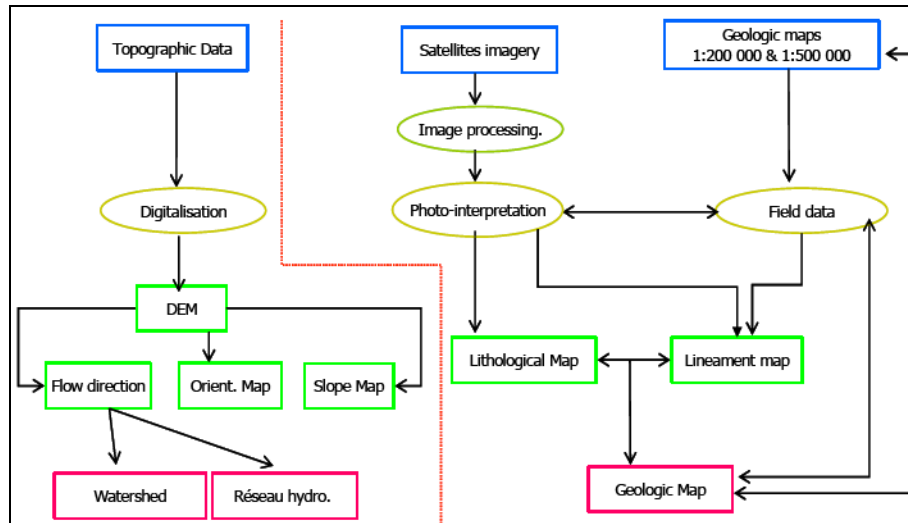 Topographic Data
Satellites imagery
Geologic maps
1:200 000 & 1:500 000
Image processing.
Digitalisation
Photo-interpretation
Field data
DEM
Flow direction
Orient. Map
Slope Map
Lithological Map
Lineament map
Watershed
Réseau hydro.
Geologic Map